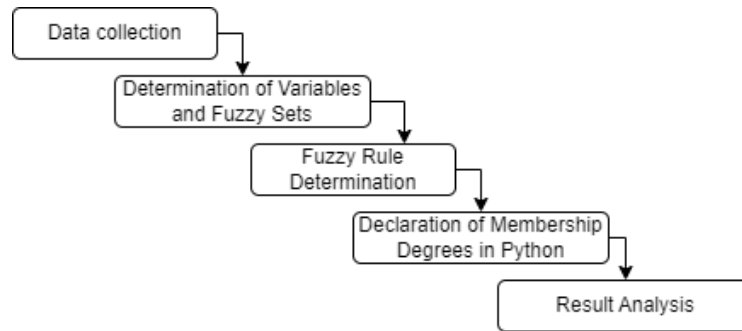 Data collection
Determination of Variables
and Fuzzy Sets
Fuzzy Rule
Determination
Declaration of Membership
Degrees in Python
Result Analysis